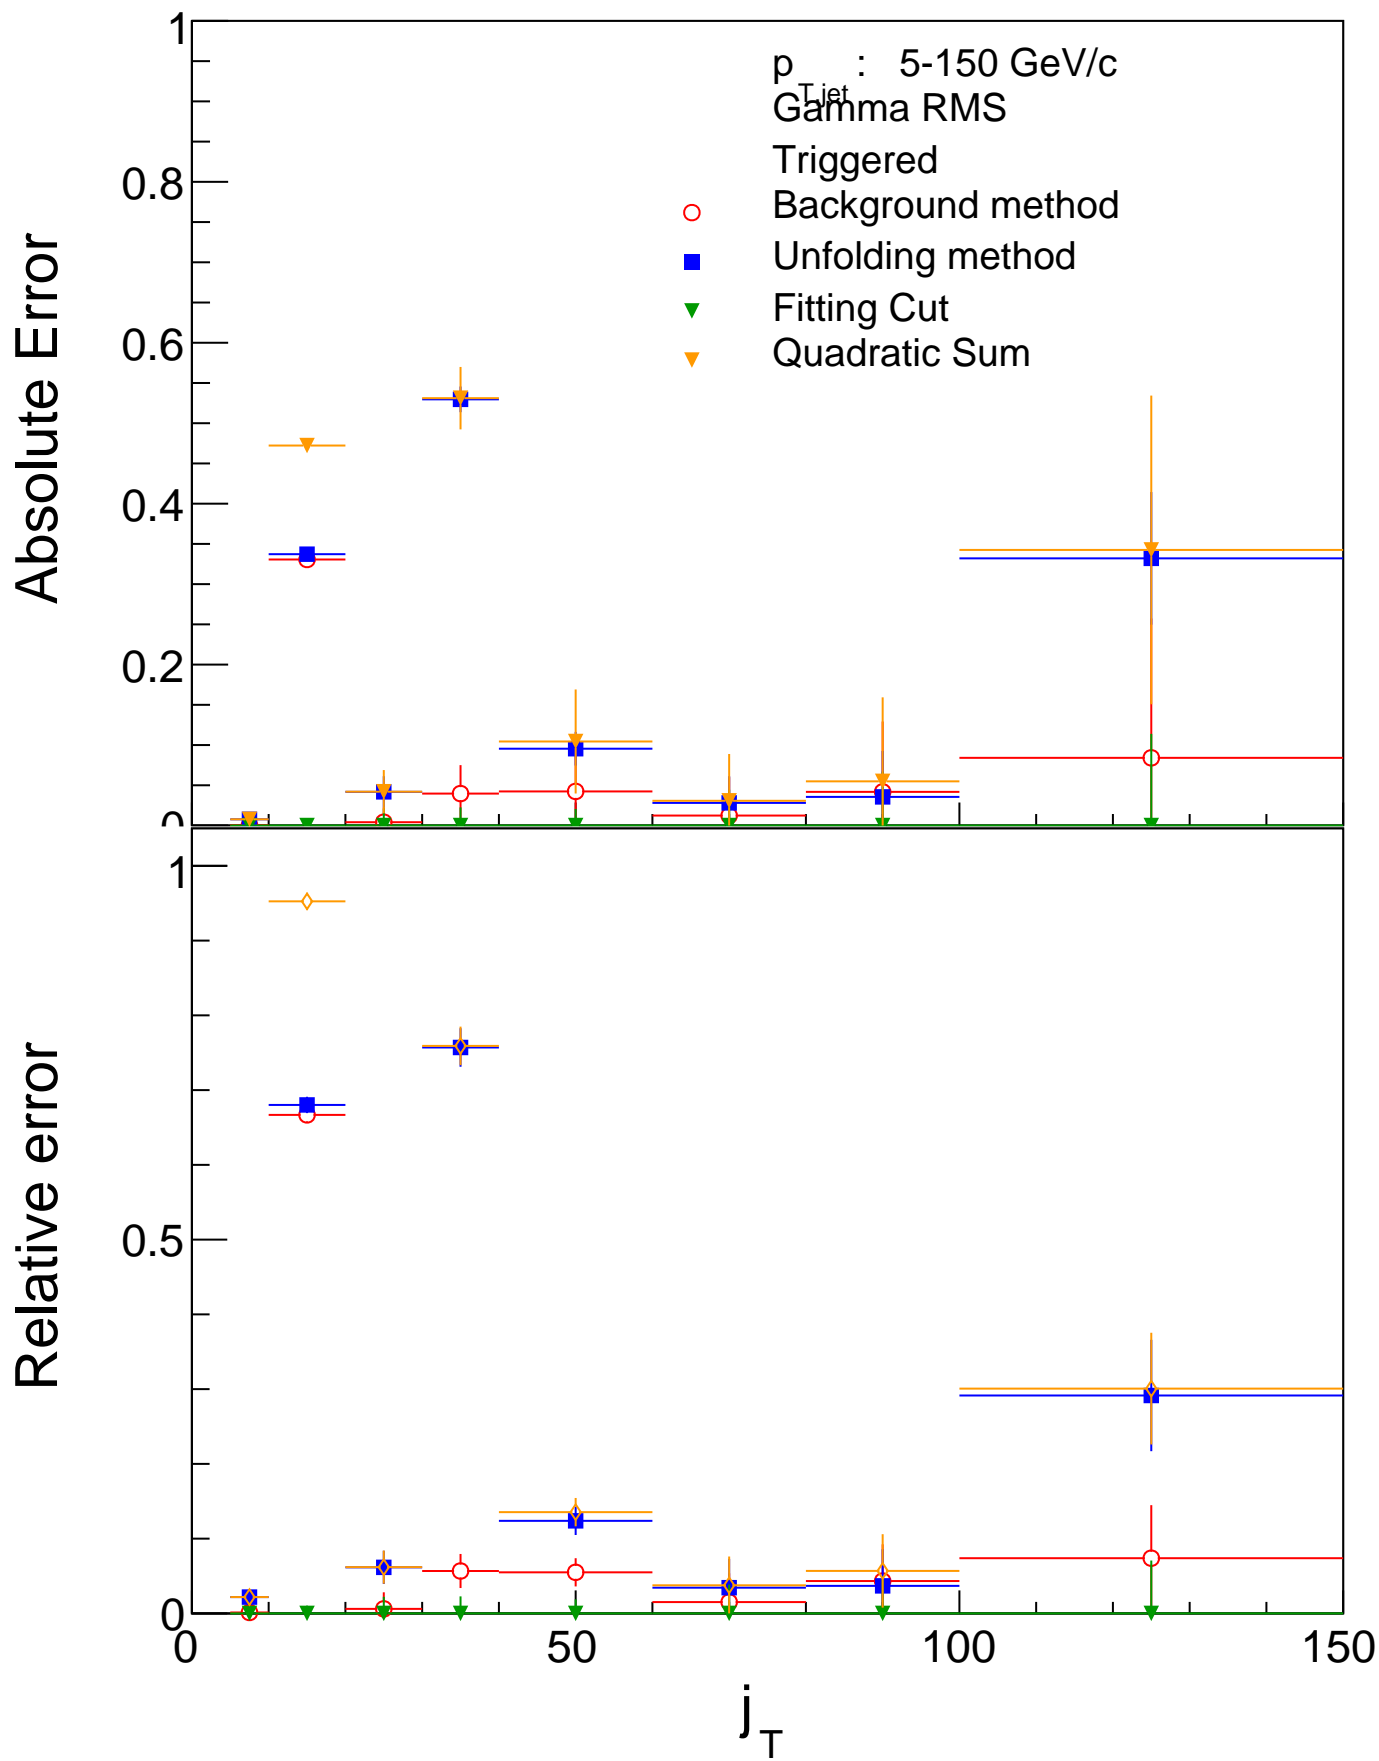 Absolute Error
1
0.8
0.6
0.4
0.2
0
p T,jet : 5-150 GeV/c
Gamma RMS
Triggered
Background method
Unfolding method
Fitting Cut
Quadratic Sum
Relative error
1
0.5
0
0 50 100 150
j T